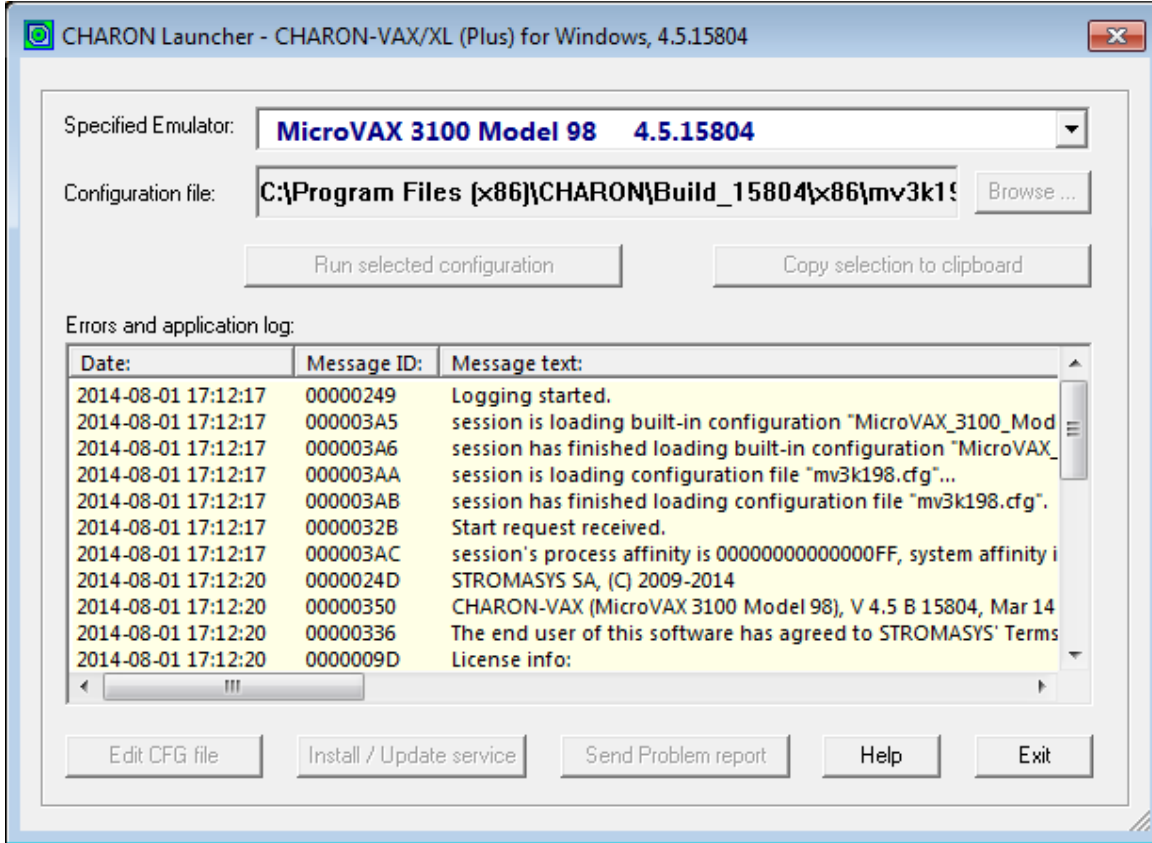 CHARON Launcher - CHARON-VAX/XL (Plus) for Windows, 4.5.15804
Specified Emulator: MicroVAX 3100 Model 98 4.5.15804
Configuration file: C:\Program Files (x86)\CHARON\Build_15804\x86\mv3k19 Browse ...
Run selected configuration Copy selection to clipboard
Errors and application log:
Date: Message ID: Message text:
2014-08-01 17:12:17 00000249 Logging started.
2014-08-01 17:12:17 000003A5 session is loading built-in configuration "MicroVAX_3100_Mod
2014-08-01 17:12:17 000003A6 session has finished loading built-in configuration "MicroVAX_
2014-08-01 17:12:17 000003AA session is loading configuration file "mv3k198.cfg"...
2014-08-01 17:12:17 000003AB session has finished loading configuration file "mv3k198.cfg".
2014-08-01 17:12:17 0000032B Start request received.
2014-08-01 17:12:17 000003AC session's process affinity is 00000000000000FF, system affinity i
2014-08-01 17:12:20 0000024D STROMASYS SA, (C) 2009-2014
2014-08-01 17:12:20 00000350 CHARON-VAX (MicroVAX 3100 Model 98), V 4.5 B 15804, Mar 14
2014-08-01 17:12:20 00000336 The end user of this software has agreed to STROMASYS' Terms
2014-08-01 17:12:20 0000009D License info:
Edit CFG file Install / Update service Send Problem report Help Exit